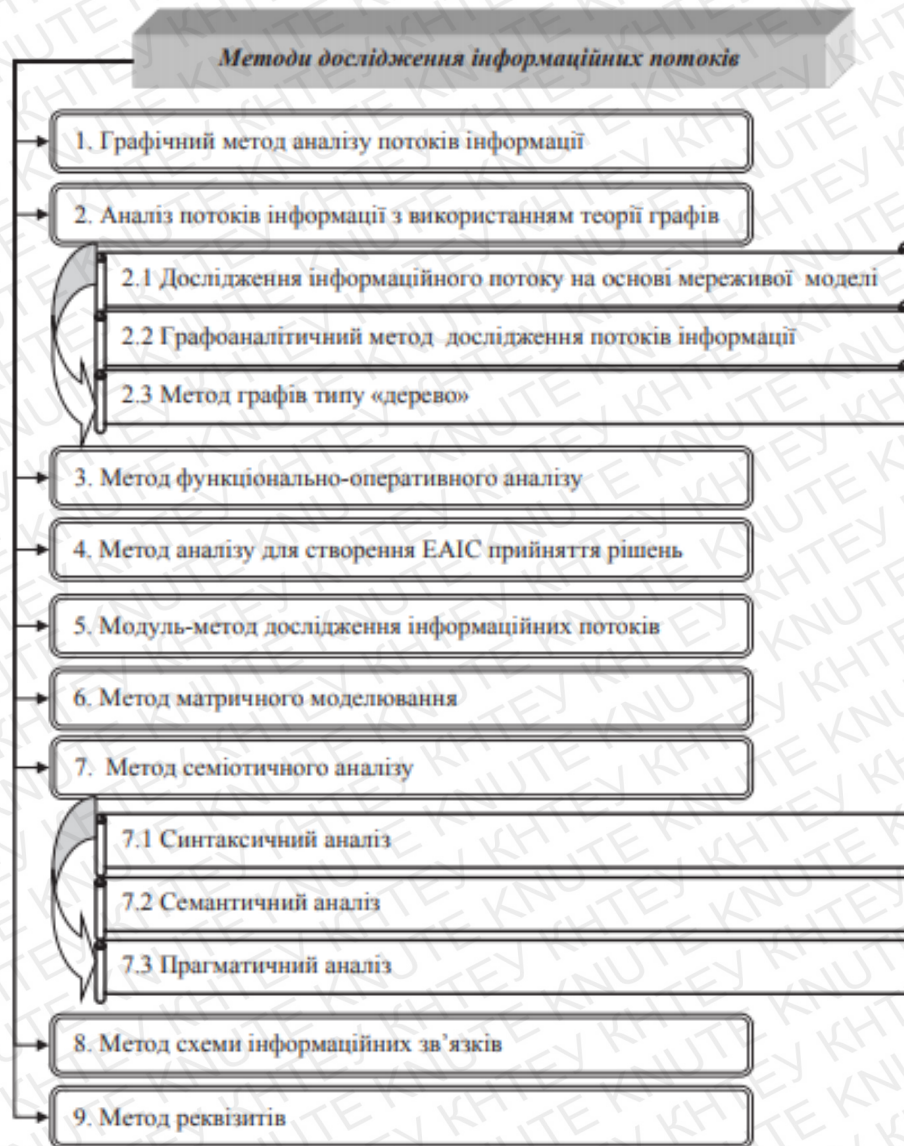 Методи дослідження інформаційних потоків
1. Графічний метод аналізу потоків інформації
2. Аналіз потоків інформації з використанням теорії графів
2.1 Дослідження інформаційного потоку на основі мереживої моделі
2.2 Графоаналітичний метод дослідження потоків інформації
2.3 Метод графів типу «дерево»
3. Метод функціонально-оперативного аналізу
4. Метод аналізу для створення ЕАІС прийняття рішень
5. Модуль-метод дослідження інформаційних потоків
6. Метод матричного моделювання
7. Метод семіотичного аналізу
7.1 Синтаксичний аналіз
7.2 Семантичний аналіз
7.3 Прагматичний аналіз
8. Метод схеми інформаційних зв’язків
9. Метод реквізитів